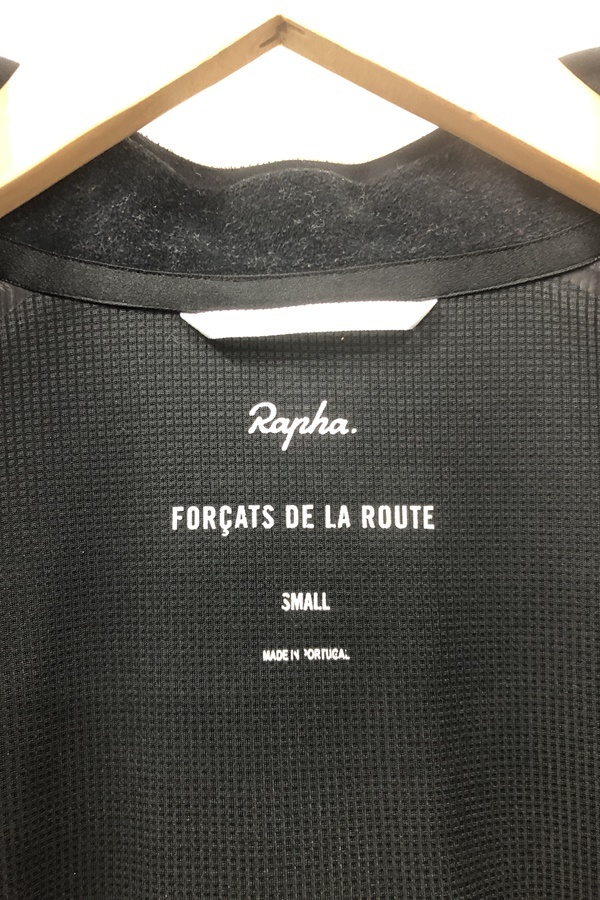 Rapha.
FORÇATS DE LA ROUTE
SMALL
MADE IN PORTUGAL